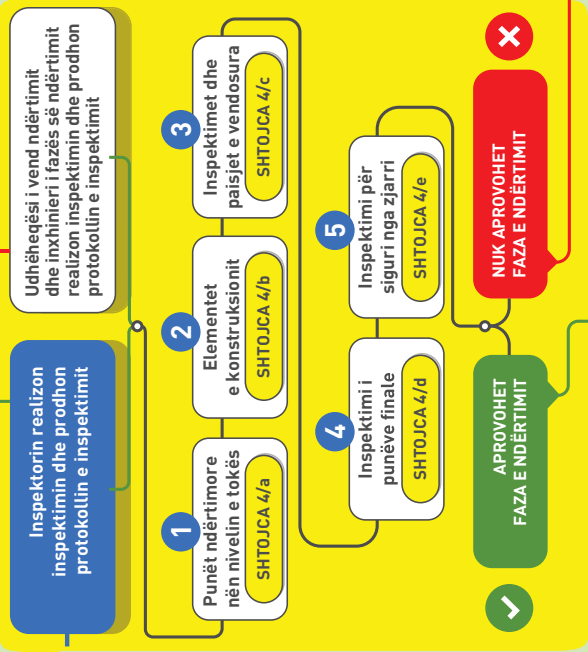 Inspektorin realizon
inspektimin dhe prodhon
protokollin e inspektimit
Udhëheqësi i vend ndërtimit
dhe inxhinieri i fazës së ndërtimit
realizon inspektimin dhe prodhon
protokollin e inspektimit
1
Punët ndërtimore
nën nivelin e tokës
SHTOJCA 4/a
2
Elementet
e konstruksionit
SHTOJCA 4/b
3
Inspektimet dhe
paisjet e vendosura
SHTOJCA 4/c
4
Inspektimi i
punëve finale
SHTOJCA 4/d
5
Inspektimi për
siguri nga zjarri
SHTOJCA 4/e
APROVOHET
FAZA E NDËRTIMIT
NUK APROVOHET
FAZA E NDËRTIMIT